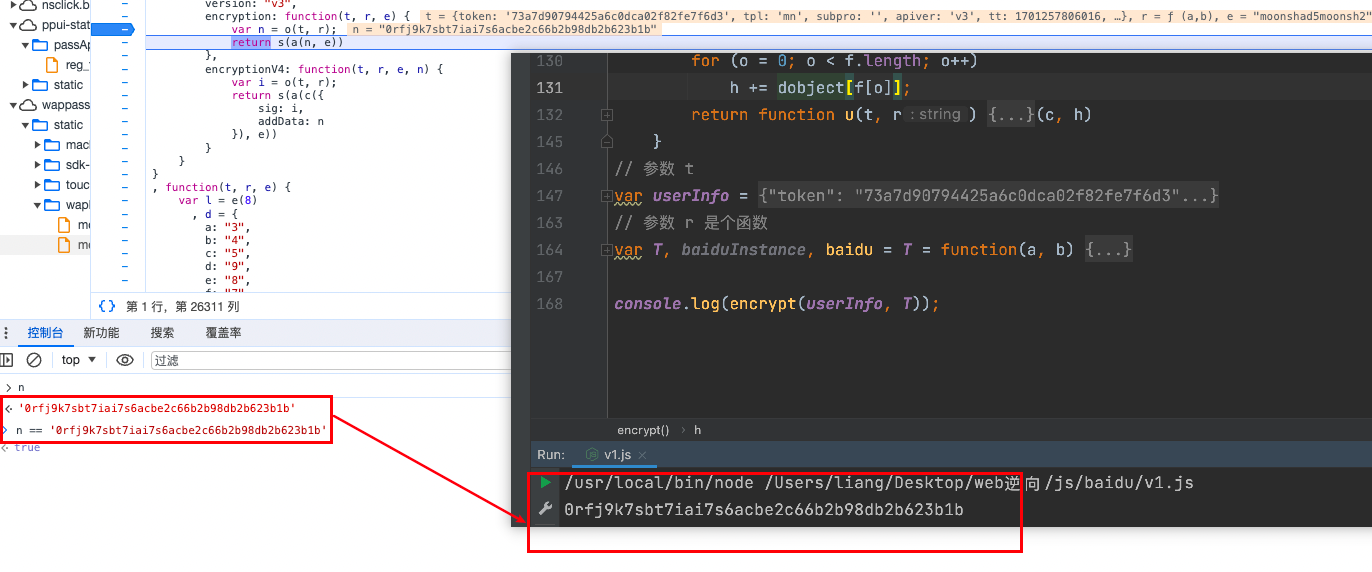 nsclick.b
ppui-stat
passAp
reg_
static
wappass
static
mac
sdk-
touc
wapl
me
me
version: "v3",
encryption: function(t, r, e) { t = {token: '73a7d90794425a6c0dca02f82fe7f6d3', tpl: 'mn', subpro: '', apiver: 'v3', tt: 1701257806016, …}, r = ƒ (a,b), e = "moonshad5moonsh2"
var n = o(t, r); n = "0rfj9k7sbt7iai7s6acbe2c66b2b98db2b623b1b"
return s(a(n, e))
},
encryptionV4: function(t, r, e, n) {
var i = o(t, r);
return s(a(c({
sig: i,
addData: n
}), e))
}
}
}
, function(t, r, e) {
var l = e(8)
, d = {
a: "3",
b: "4",
c: "5",
d: "9",
e: "8",
f: "7"
{} 第 1 行，第 26311 列
控制台 新功能 搜索 覆盖率
top ▼ 过滤
> n
'0rfj9k7sbt7iai7s6acbe2c66b2b98db2b623b1b'
> n == '0rfj9k7sbt7iai7s6acbe2c66b2b98db2b623b1b'
true
130 for (o = 0; o < f.length; o++)
131 h += dobject[f[o]];
132 return function u(t, r : string ) {...}(c, h)
145 }
146 // 参数 t
147 var userInfo = {"token": "73a7d90794425a6c0dca02f82fe7f6d3"...}
163 // 参数 r 是个函数
164 var T, baiduInstance, baidu = T = function(a, b) {...}
167
168 console.log(encrypt(userInfo, T));
encrypt() › h
Run: v1.js ×
/usr/local/bin/node /Users/liang/Desktop/web逆向/js/baidu/v1.js
0rfj9k7sbt7iai7s6acbe2c66b2b98db2b623b1b